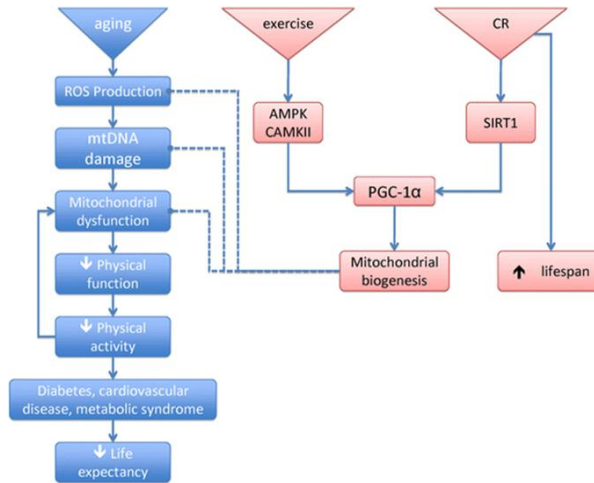 aging
exercise
CR
ROS Production
AMPK
CAMKII
SIRT1
mtDNA
damage
PGC-1α
Mitochondrial
dysfunction
↓ Physical
function
Mitochondrial
biogenesis
↑ lifespan
↓ Physical
activity
Diabetes, cardiovascular
disease, metabolic syndrome
↓ Life
expectancy